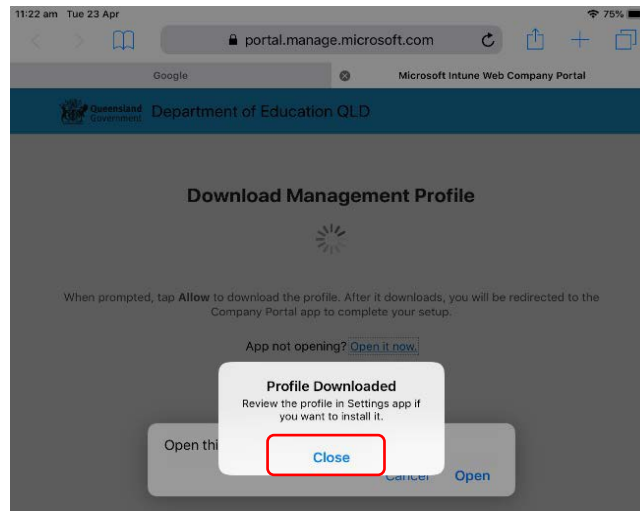 11:22 am Tue 23 Apr 75%
portal.manage.microsoft.com
Google Microsoft Intune Web Company Portal
Queensland
Government
Department of Education QLD
Download Management Profile
When prompted, tap Allow to download the profile. After it downloads, you will be redirected to the
Company Portal app to complete your setup.
App not opening? Open it now.
Profile Downloaded
Review the profile in Settings app if
you want to install it.
Open thi
Close
Cancel Open